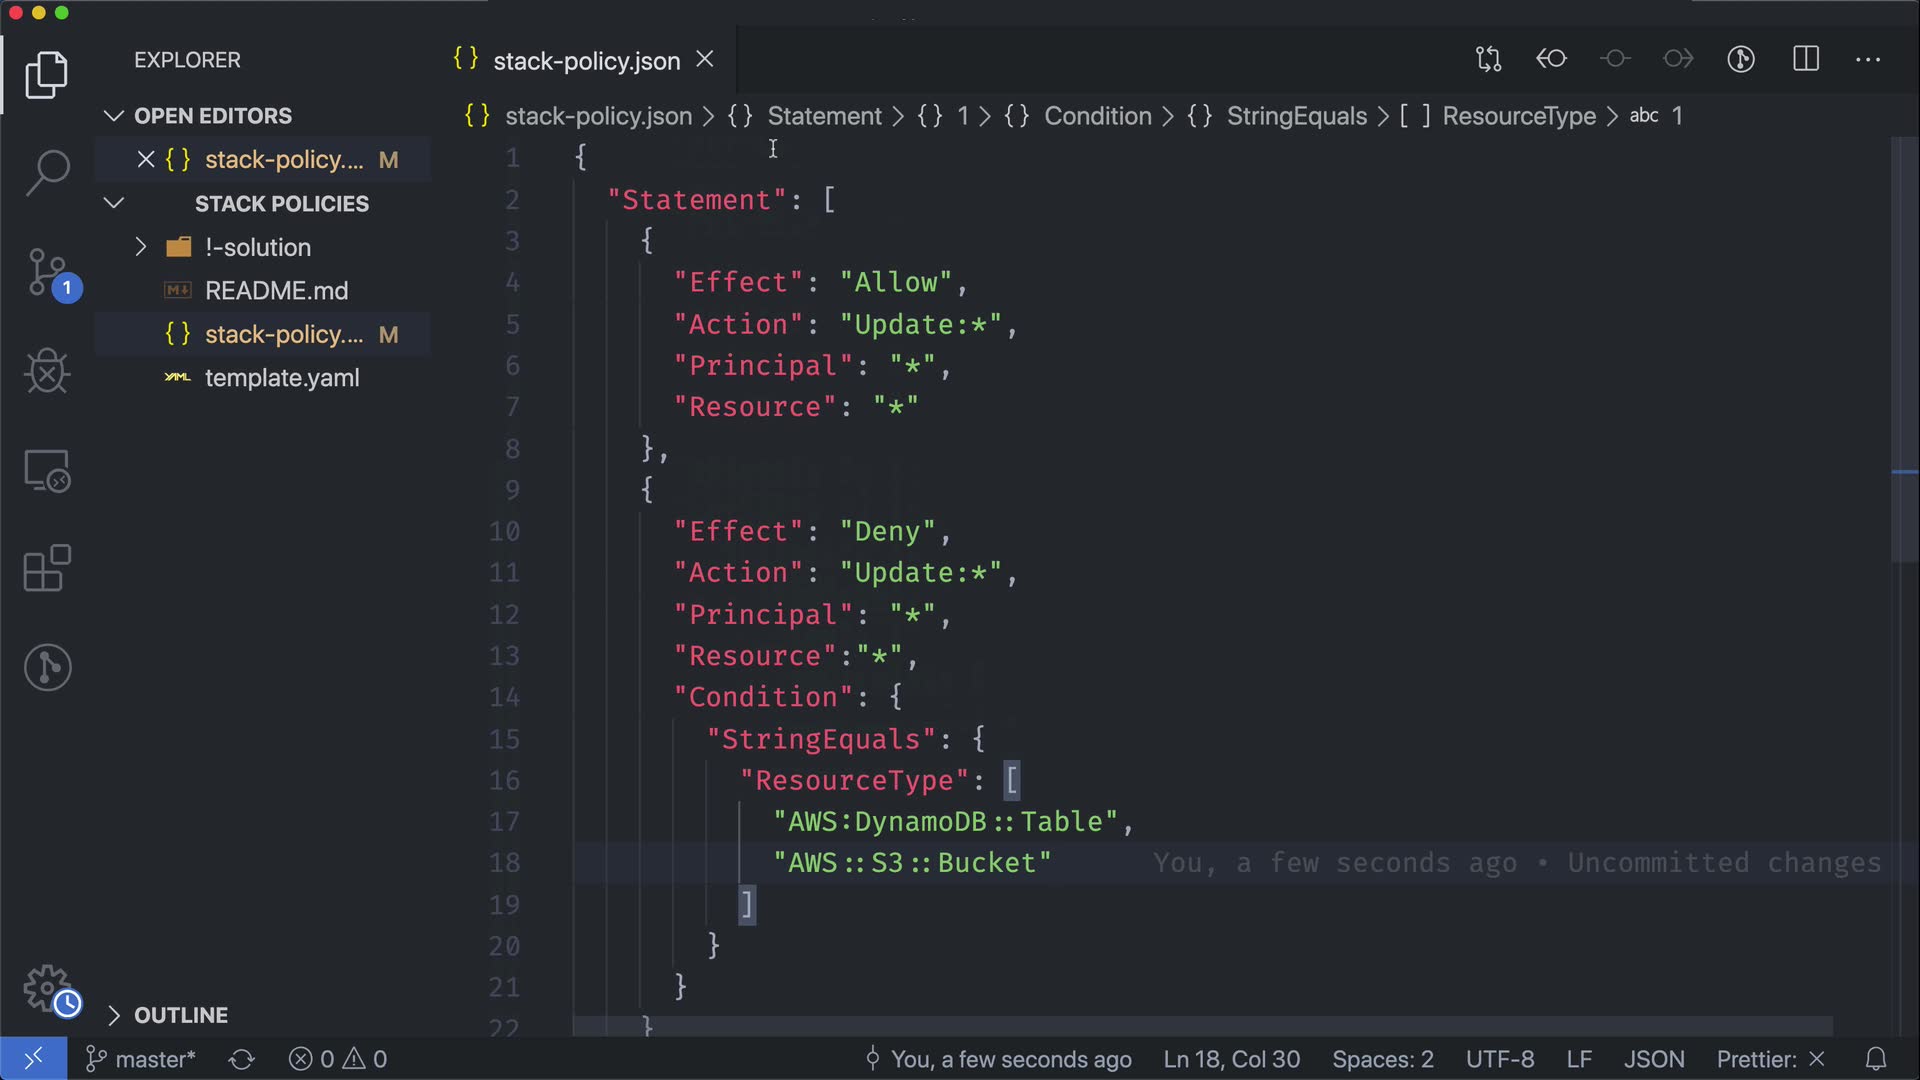 EXPLORER
OPEN EDITORS
{} stack-policy.... M
STACK POLICIES
!-solution
README.md
{} stack-policy.... M
YAML template.yaml
OUTLINE
1
{} stack-policy.json
{} stack-policy.json > {} Statement > {} 1 > {} Condition > {} StringEquals > [ ] ResourceType > abc 1
1 {
2 "Statement": [
3 {
4 "Effect": "Allow",
5 "Action": "Update:*",
6 "Principal": "*",
7 "Resource": "*"
8 },
9 {
10 "Effect": "Deny",
11 "Action": "Update:*",
12 "Principal": "*",
13 "Resource":"*",
14 "Condition": {
15 "StringEquals": {
16 "ResourceType": [
17 "AWS:DynamoDB::Table",
18 "AWS::S3::Bucket" You, a few seconds ago • Uncommitted changes
19 ]
20 }
21 }
22 }
master* 0 0 You, a few seconds ago Ln 18, Col 30 Spaces: 2 UTF-8 LF JSON Prettier: ×